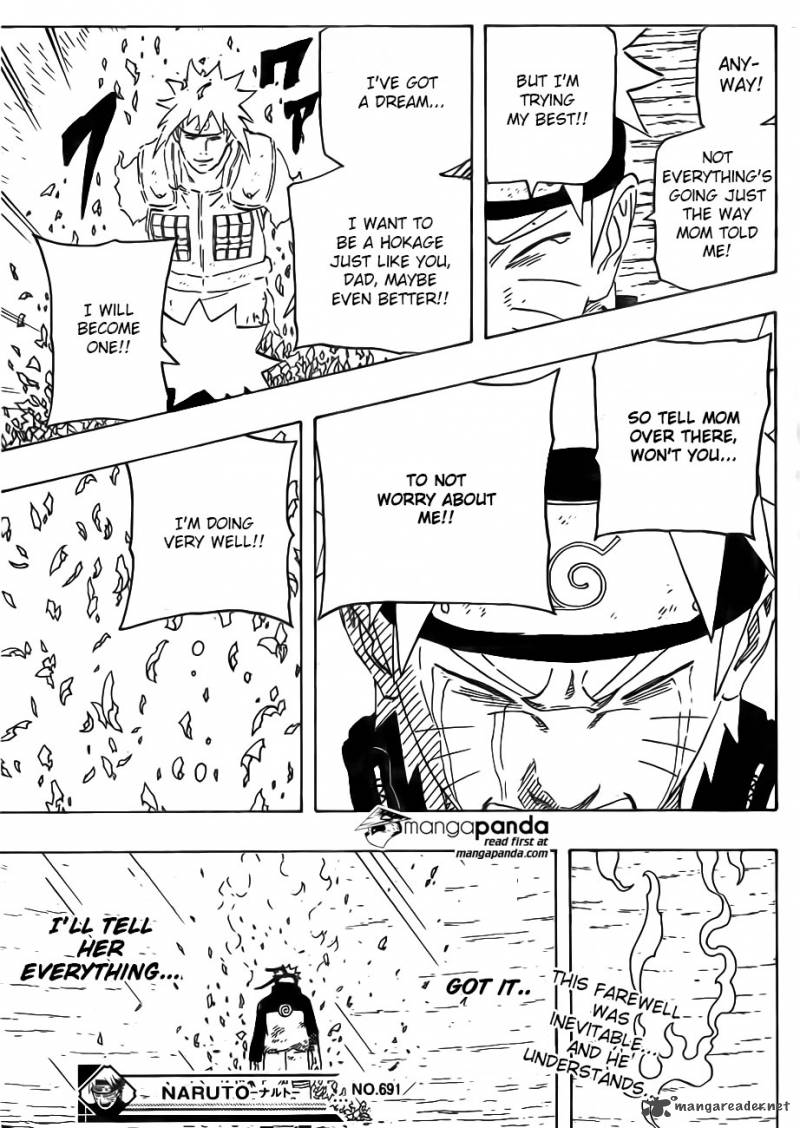 ANY-
WAY!
NOT
EVERYTHING'S
GOING JUST
THE WAY
MOM TOLD
ME!
BUT I'M
TRYING
MY BEST!!
I'VE GOT
A DREAM...
I WANT TO
BE A HOKAGE
JUST LIKE YOU,
DAD, MAYBE
EVEN BETTER!!
I WILL
BECOME
ONE!!
SO TELL MOM
OVER THERE,
WON'T YOU...
TO NOT
WORRY ABOUT
ME!!
I'M DOING
VERY WELL!!
mangapanda
read first at
mangapanda.com
THIS FAREWELL
WAS
INEVITABLE...
AND HE
UNDERSTANDS.
GOT IT..
I'LL TELL
HER
EVERYTHING...
NARUTO—ナルト— NO.691
mangareader.net